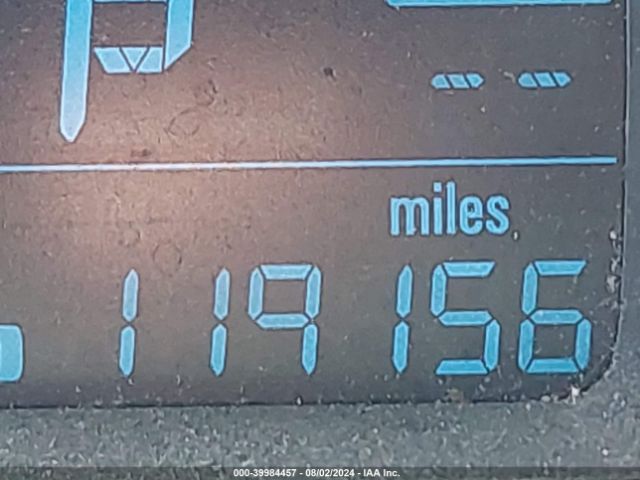 P --
miles
119156
000-39984457 - 08/02/2024 - IAA Inc.